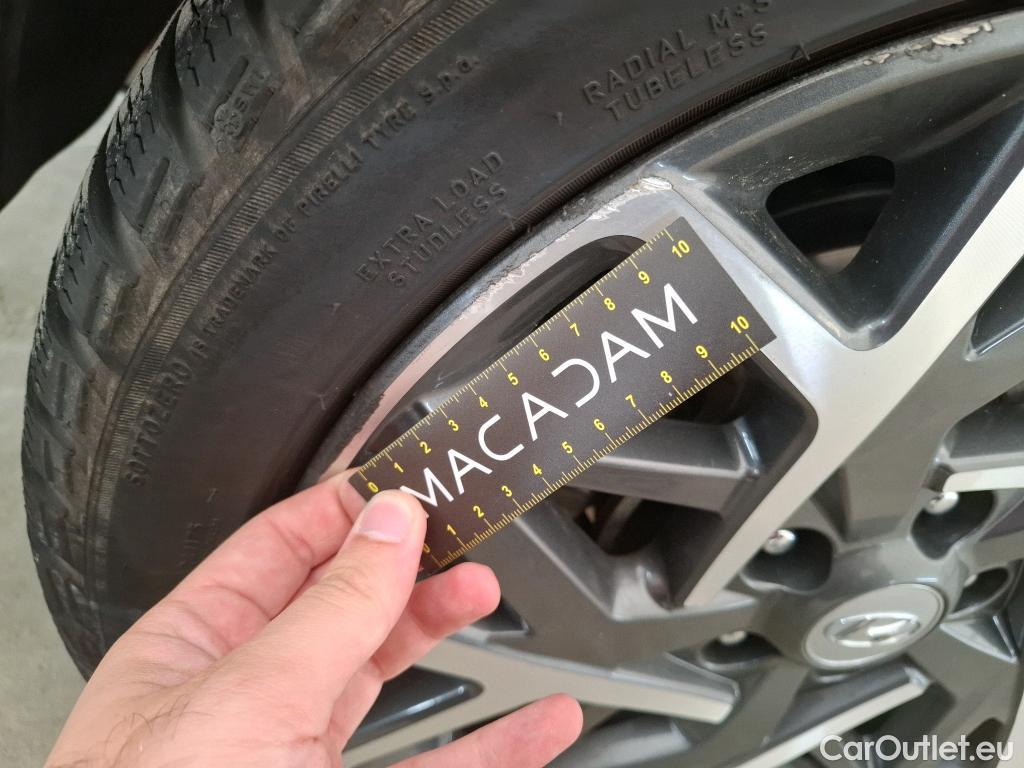 RADIAL M+S
TUBELESS
EXTRA LOAD
STUDLESS
SOTTOZERO IS TRADEMARK OF PIRELLI TYRE S.p.a.
0 1 2 3 4 5 6 7 8 9 10
MACADAM
0 1 2 3 4 5 6 7 8 9 10
CarOutlet.eu